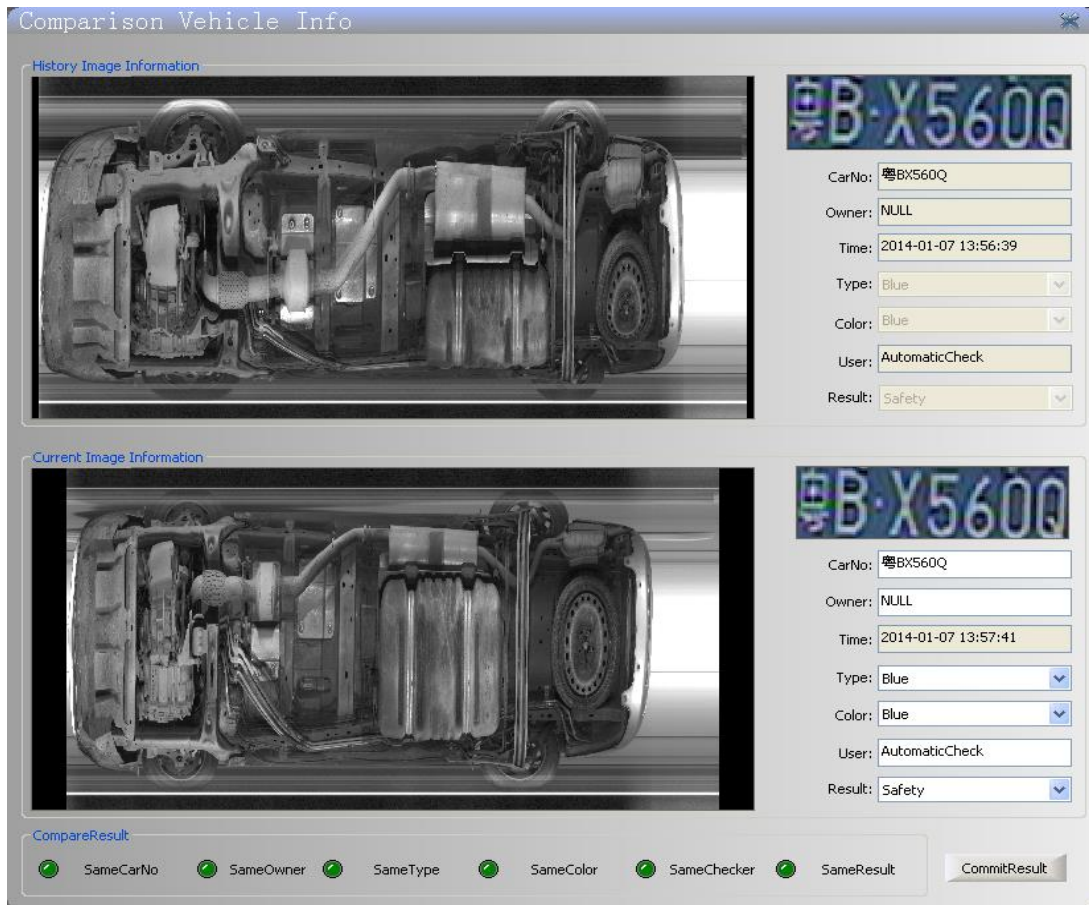 Comparison Vehicle Info
History Image Information
粤B·X560Q
CarNo: 粤BX560Q
Owner: NULL
Time: 2014-01-07 13:56:39
Type: Blue
Color: Blue
User: AutomaticCheck
Result: Safety
Current Image Information
粤B·X560Q
CarNo: 粤BX560Q
Owner: NULL
Time: 2014-01-07 13:57:41
Type: Blue
Color: Blue
User: AutomaticCheck
Result: Safety
CompareResult
SameCarNo SameOwner SameType SameColor SameChecker SameResult CommitResult